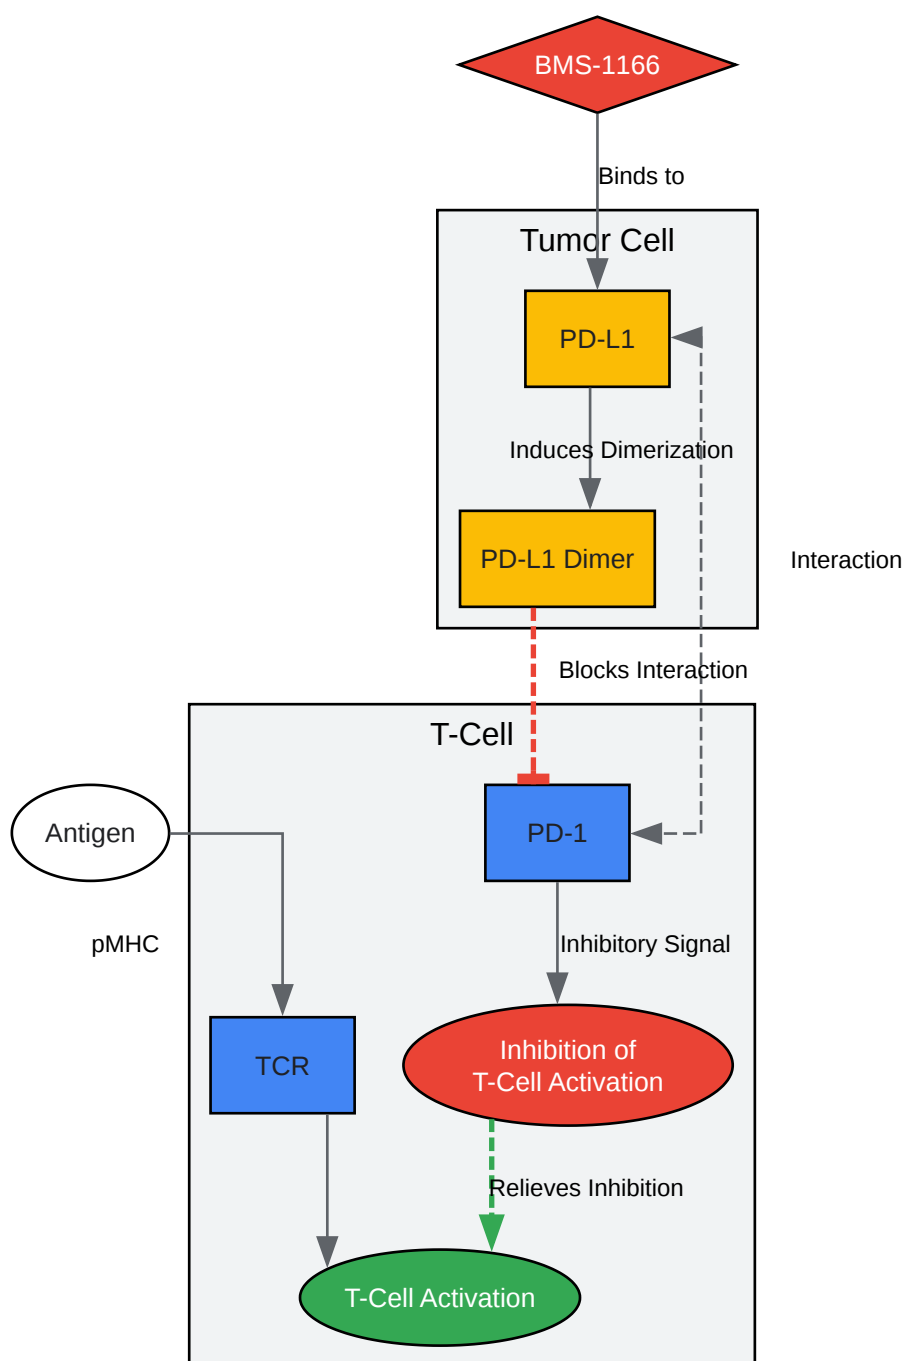 BMS-1166
Binds to
Tumor Cell
PD-L1
Induces Dimerization
PD-L1 Dimer
Interaction
Blocks Interaction
T-Cell
Antigen
PD-1
pMHC
Inhibitory Signal
Inhibition of
T-Cell Activation
TCR
Relieves Inhibition
T-Cell Activation